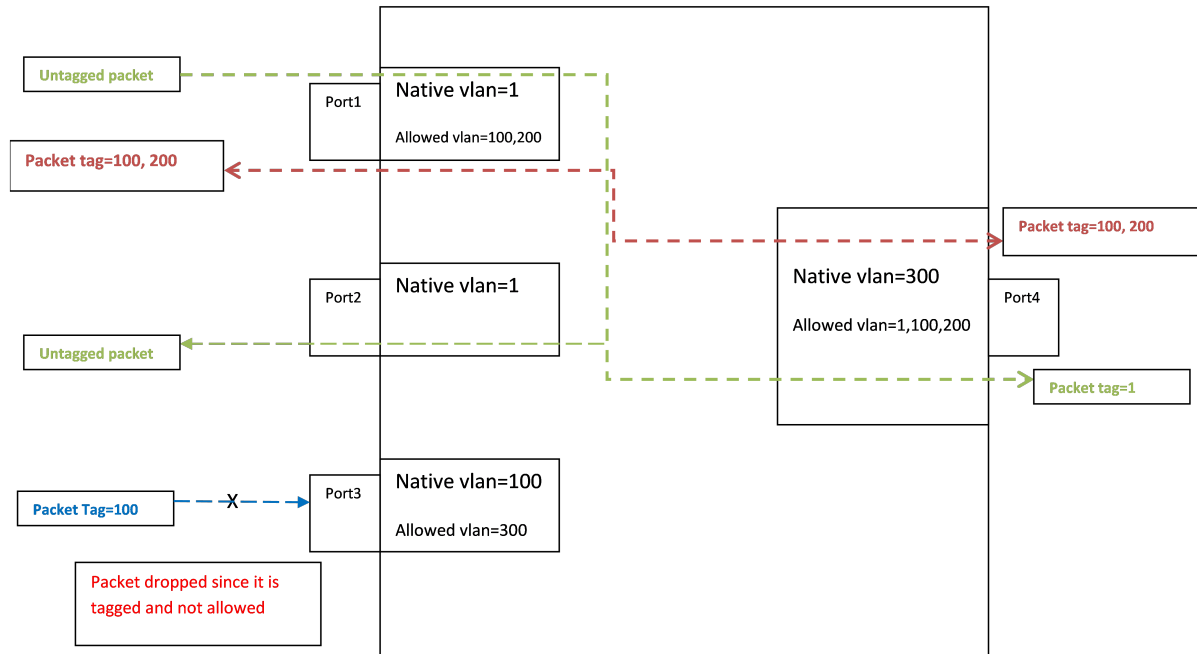 Untagged packet
Port1
Native vlan=1
Allowed vlan=100,200
Packet tag=100, 200
Packet tag=100, 200
Port2
Native vlan=1
Native vlan=300
Allowed vlan=1,100,200
Port4
Untagged packet
Packet tag=1
Packet Tag=100
X
Port3
Native vlan=100
Allowed vlan=300
Packet dropped since it is
tagged and not allowed